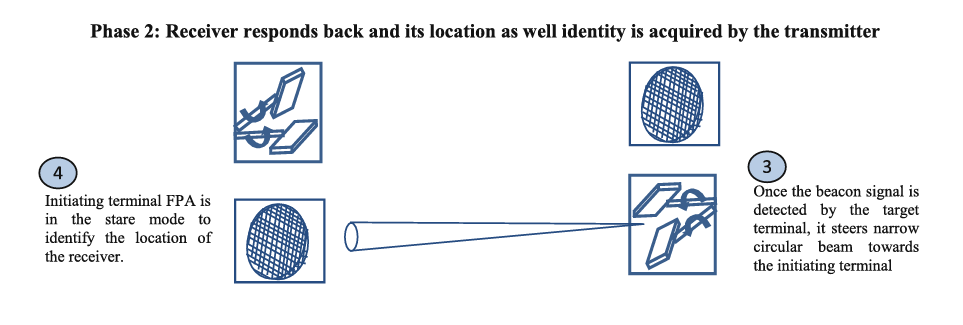 Phase 2: Receiver responds back and its location as well identity is acquired by the transmitter
4
Initiating terminal FPA is
in the stare mode to
identify the location of
the receiver.
3
Once the beacon signal is
detected by the target
terminal, it steers narrow
circular beam towards
the initiating terminal